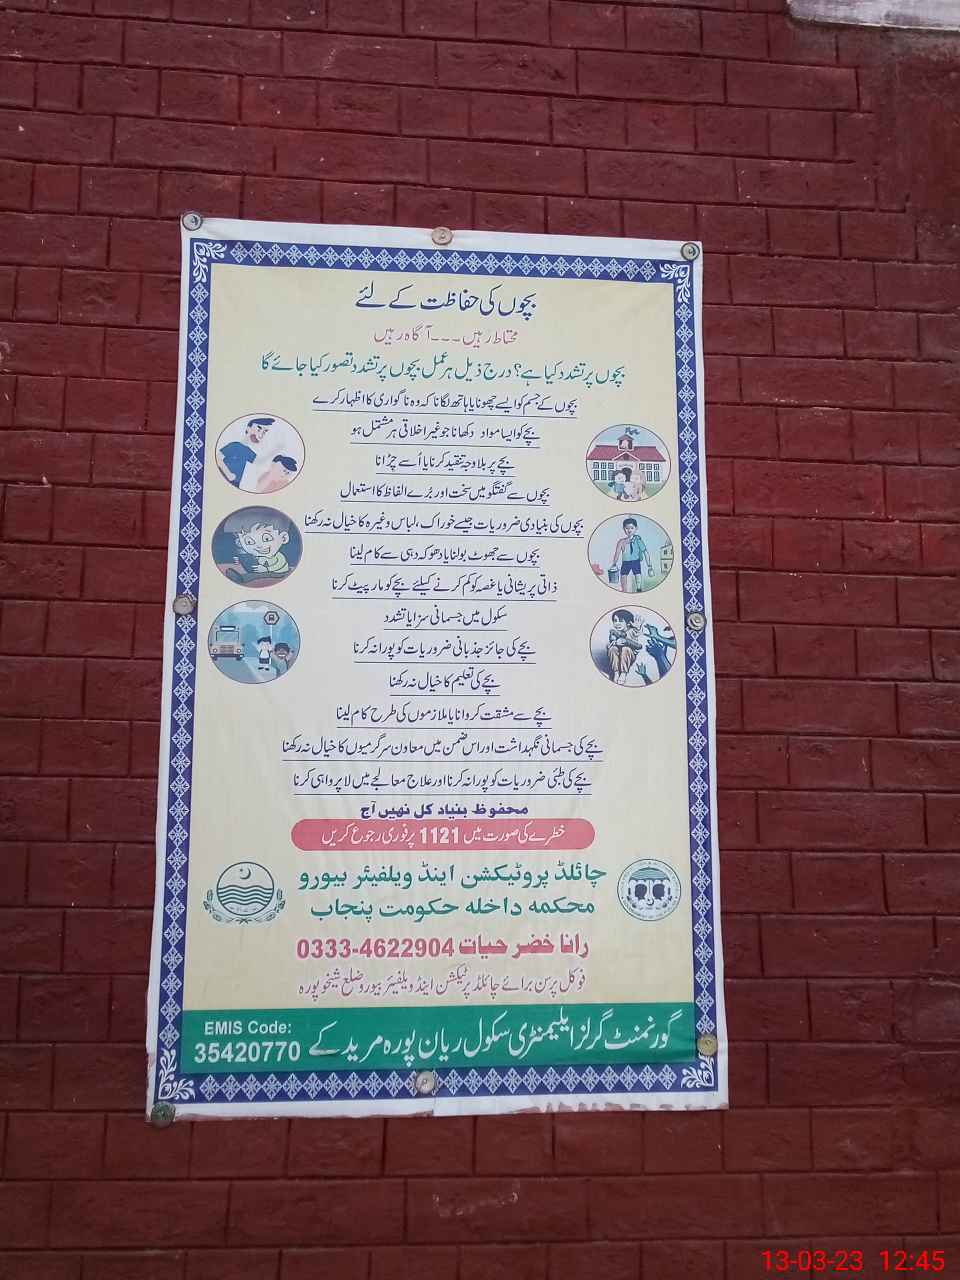 بچوں کی حفاظت کے لئے
محتاط رہیں۔۔۔آگاہ رہیں
بچوں پر تشدد کیا ہے؟ درج ذیل ہر عمل بچوں پر تشدد تصور کیا جائے گا
بچوں کے جسم کو ایسے چھونا یا ہاتھ لگانا کہ وہ ناگواری کا اظہار کرے
بچے کو ایسا مواد دکھانا جو غیر اخلاقی ہر مشتمل ہو
بچے پر بلاوجہ تنقید کرنا یا اُسے چڑانا
بچوں سے گفتگو میں سخت اور بُرے الفاظ کا استعمال
بچوں کی بنیادی ضروریات جیسے خوراک، لباس وغیرہ کا خیال نہ رکھنا
بچوں سے جھوٹ بولنا یا دھوکہ دہی سے کام لینا
ذاتی پریشانی یا غصہ کو کم کرنے کیلئے بچے کو مار پیٹ کرنا
سکول میں جسمانی سزا یا تشدد
بچے کی جائز جذباتی ضروریات کو پورا نہ کرنا
بچے کی تعلیم کا خیال نہ رکھنا
بچے سے مشقت کروانا یا ملازموں کی طرح کام لینا
بچے کی جسمانی نگہداشت اور اس ضمن میں معاون سرگرمیوں کا خیال نہ رکھنا
بچے کی طبّی ضروریات کو پورا نہ کرنا اور علاج معالجے میں لاپرواہی کرنا
محفوظ بنیاد کل نہیں آج
خطرے کی صورت میں 1121 پر فوری رجوع کریں
چائلڈ پروٹیکشن اینڈ ویلفیئر بیورو
محکمہ داخلہ حکومت پنجاب
رانا خضر حیات 0333-4622904
فوکل پرسن برائے چائلڈ پروٹیکشن اینڈ ویلفیئر بیورو ضلع شیخوپورہ
گورنمنٹ گرلز ایلیمنٹری سکول ریان پورہ مریدکے
EMIS Code:
35420770
13-03-23 12:45